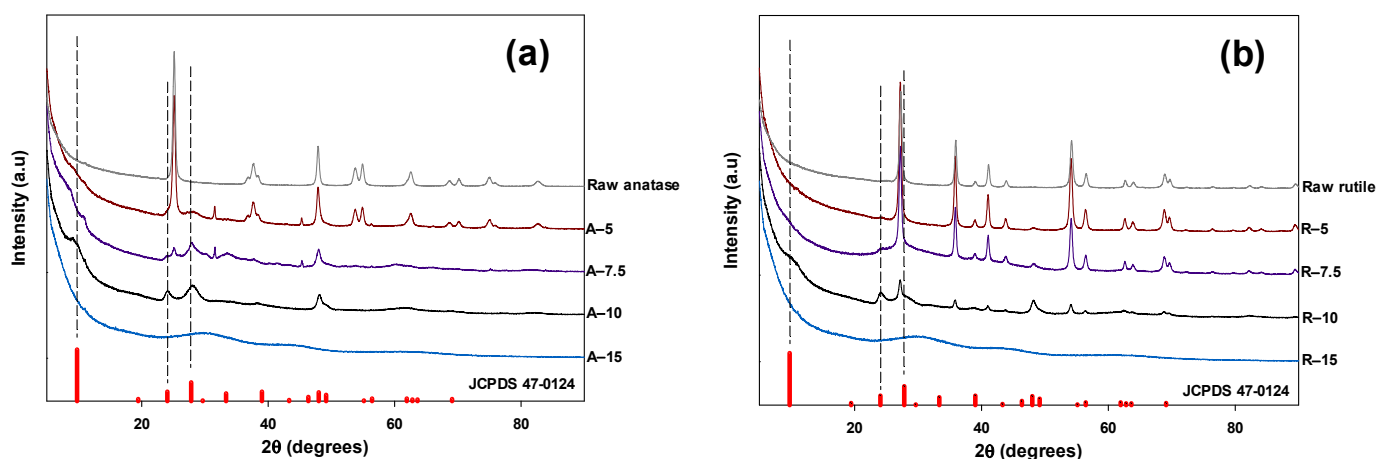 (a)
Intensity (a.u)
Raw anatase
A–5
A–7.5
A–10
A–15
JCPDS 47-0124
20 40 60 80
2θ (degrees)
(b)
Intensity (a.u)
Raw rutile
R–5
R–7.5
R–10
R–15
JCPDS 47-0124
20 40 60 80
2θ (degrees)